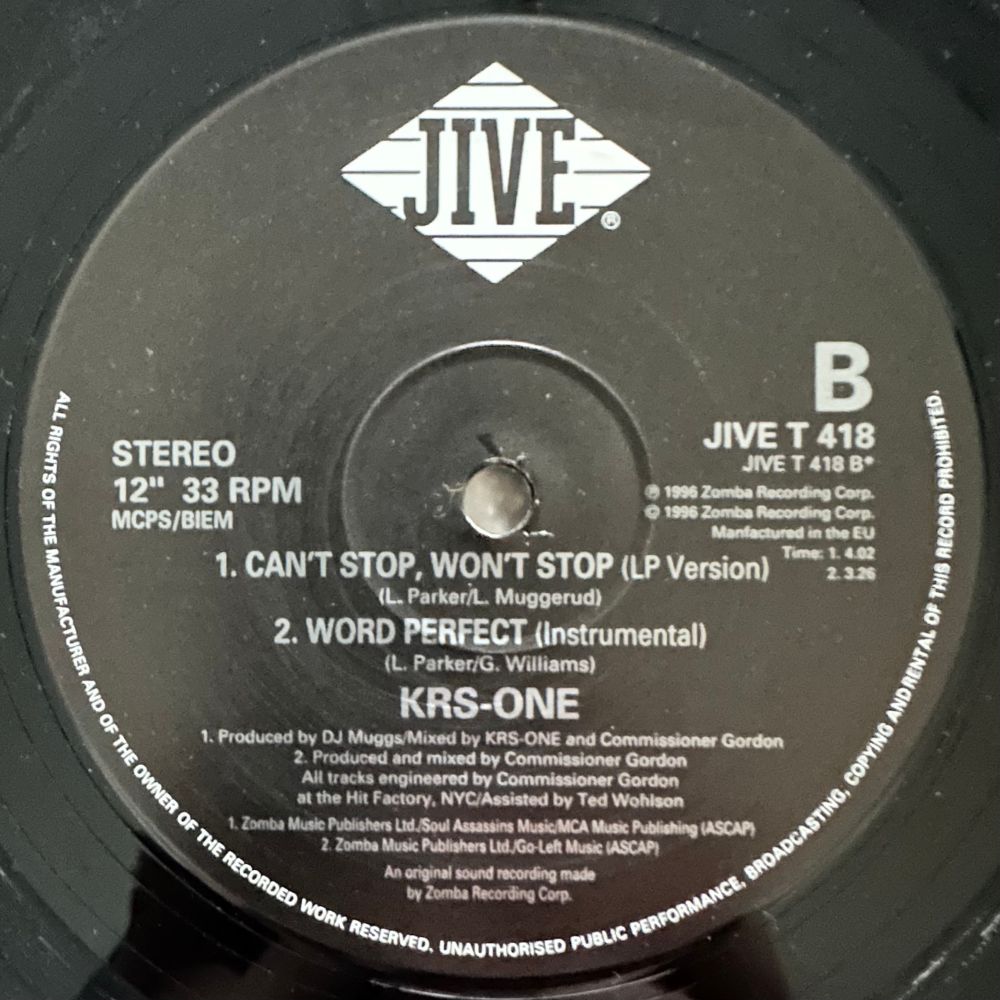 JIVE®
B
JIVE T 418
JIVE T 418 B*
STEREO
12" 33 RPM
MCPS/BIEM
℗ 1996 Zomba Recording Corp.
© 1996 Zomba Recording Corp.
Manfactured in the EU
Time: 1. 4.02
2. 3.26
1. CAN'T STOP, WON'T STOP (LP Version)
(L. Parker/L. Muggerud)
2. WORD PERFECT (Instrumental)
(L. Parker/G. Williams)
KRS-ONE
1. Produced by DJ Muggs/Mixed by KRS-ONE and Commissioner Gordon
2. Produced and mixed by Commissioner Gordon
All tracks engineered by Commissioner Gordon
at the Hit Factory, NYC/Assisted by Ted Wohlson
1. Zomba Music Publishers Ltd./Soul Assassins Music/MCA Music Publishing (ASCAP)
2. Zomba Music Publishers Ltd./Go-Left Music (ASCAP)
An original sound recording made
by Zomba Recording Corp.
ALL RIGHTS OF THE MANUFACTURER AND OF THE OWNER OF THE RECORDED WORK RESERVED. UNAUTHORISED PUBLIC PERFORMANCE, BROADCASTING, COPYING AND RENTAL OF THIS RECORD PROHIBITED.